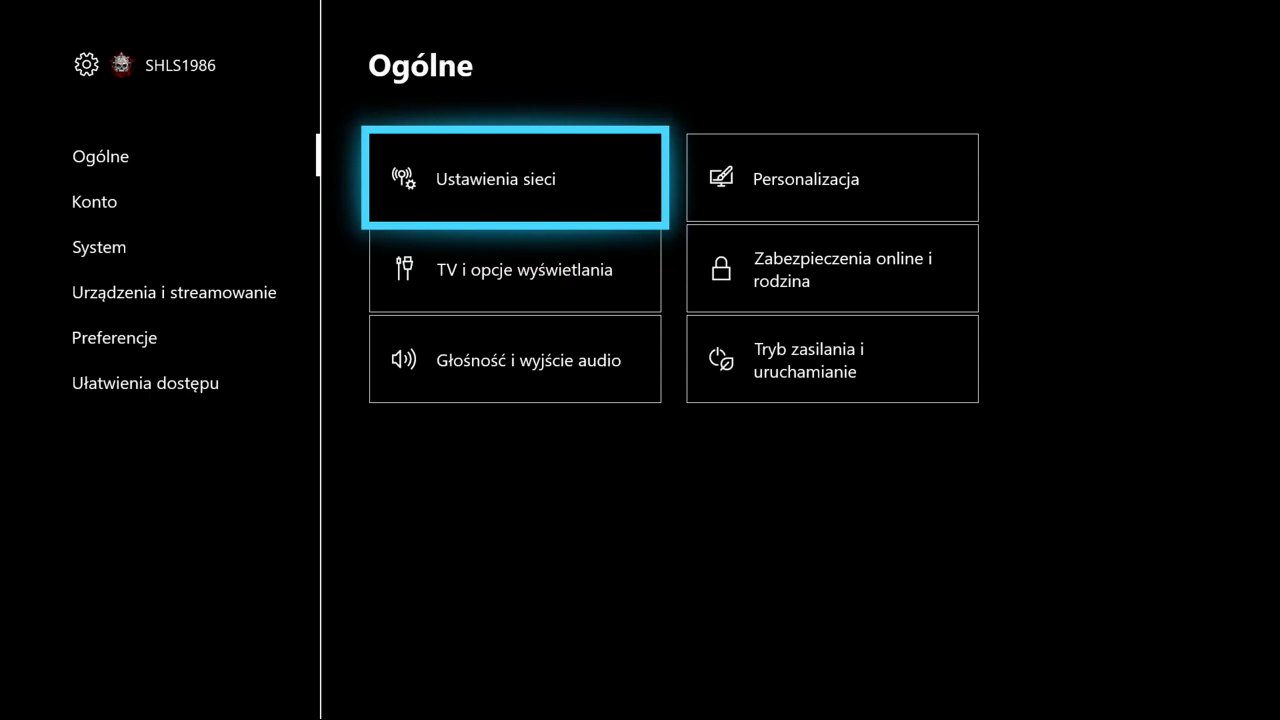 SHLS1986
Ogólne
Konto
System
Urządzenia i streamowanie
Preferencje
Ułatwienia dostępu
Ogólne
Ustawienia sieci
Personalizacja
TV i opcje wyświetlania
Zabezpieczenia online i
rodzina
Głośność i wyjście audio
Tryb zasilania i
uruchamianie